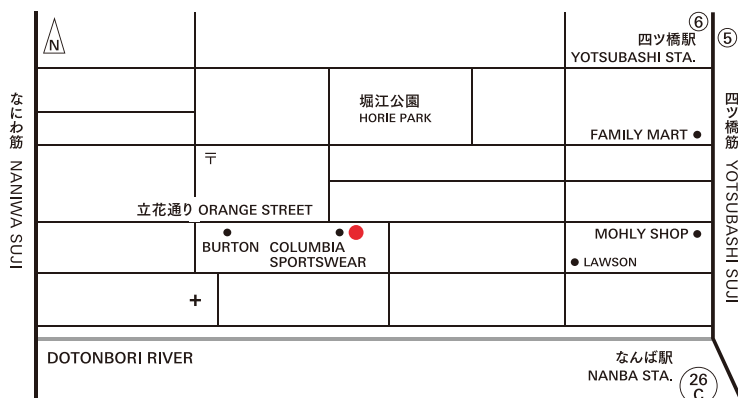 N
⑥
⑤
四ツ橋駅
YOTSUBASHI STA.
堀江公園
HORIE PARK
FAMILY MART
なにわ筋 NANIWA SUJI
四ツ橋筋 YOTSUBASHI SUJI
〒
立花通り ORANGE STREET
BURTON
COLUMBIA
SPORTSWEAR
MOHLY SHOP
LAWSON
DOTONBORI RIVER
なんば駅
NANBA STA.
26
C